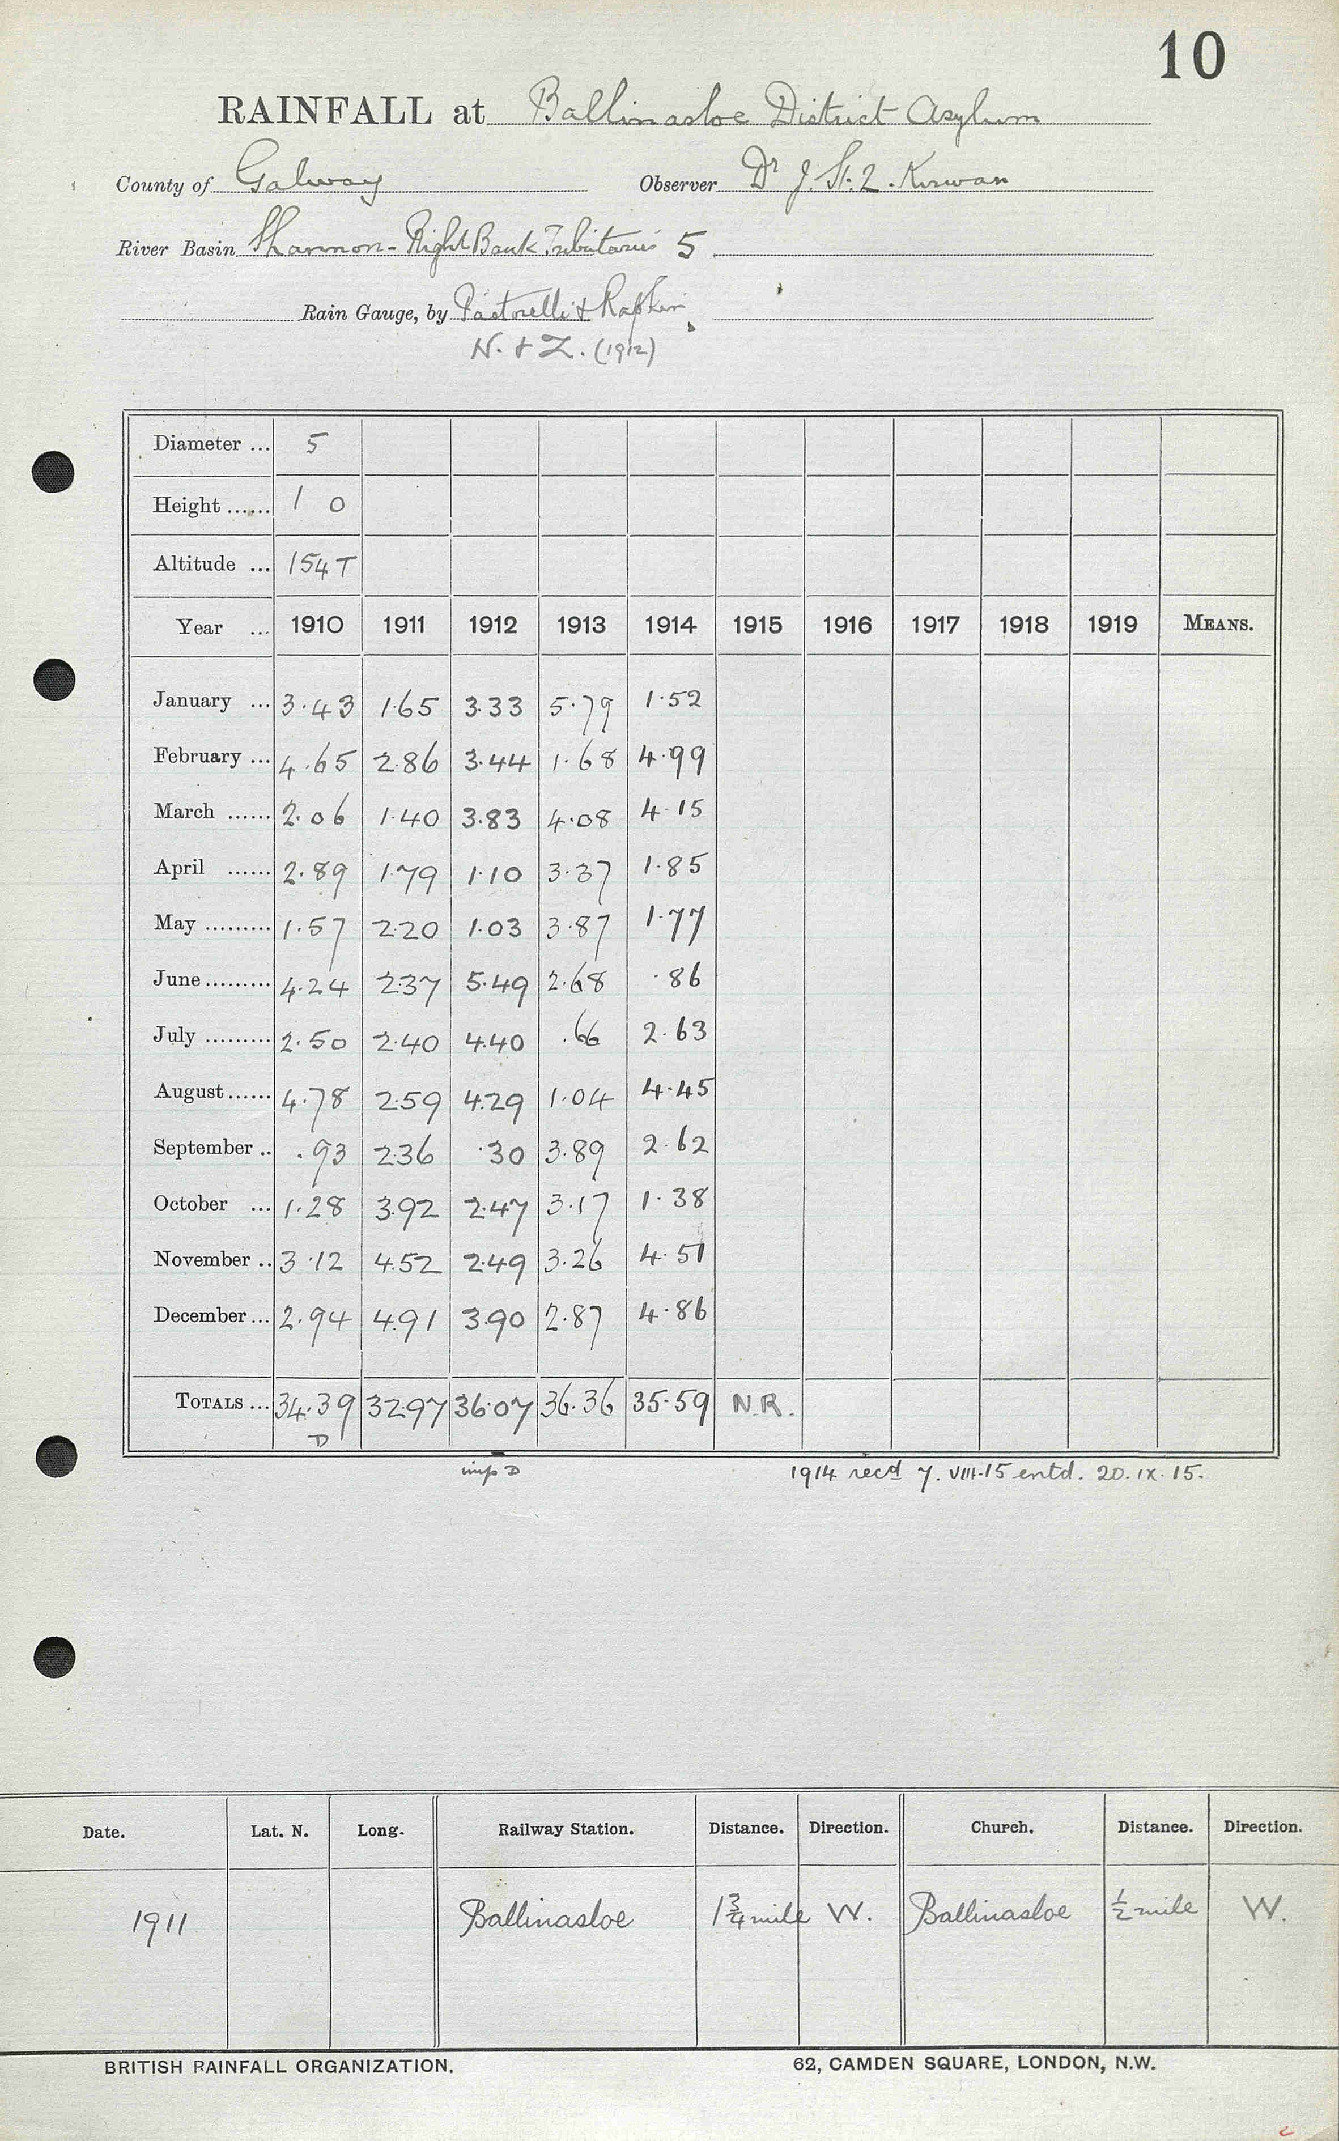 10
RAINFALL at Ballinasloe District Asylum
County of Galway Observer Dr J. St. L. Kirwan
River Basin Shannon - Right Bank Tributaries 5
Rain Gauge, by Pastorelli & Rapkin
N. & Z. (1912)
Diameter ... 5
Height ...... 1 0
Altitude ... 154 T
Year ... 1910 1911 1912 1913 1914 1915 1916 1917 1918 1919 MEANS.
January ... 3.43 1.65 3.33 5.79 1.52
February ... 4.65 2.86 3.44 1.68 4.99
March ...... 2.06 1.40 3.83 4.08 4.15
April ...... 2.89 1.79 1.10 3.37 1.85
May ......... 1.57 2.20 1.03 3.87 1.77
June ......... 4.24 2.37 5.49 2.68 .86
July ......... 2.50 2.40 4.40 .66 2.63
August ...... 4.78 2.59 4.29 1.04 4.45
September .. .93 2.36 .30 3.89 2.62
October ... 1.28 3.92 2.47 3.17 1.38
November .. 3.12 4.52 2.49 3.26 4.51
December ... 2.94 4.91 3.90 2.87 4.86
TOTALS ... 34.39 32.97 36.07 36.36 35.59 N.R.
D
imp D 1914 recd 7.VIII.15 entd. 20.IX.15.
Date. Lat. N. Long. Railway Station. Distance. Direction. Church. Distance. Direction.
1911 Ballinasloe 1 3/4 mile W. Ballinasloe 1/2 mile W.
BRITISH RAINFALL ORGANIZATION. 62, CAMDEN SQUARE, LONDON, N.W.